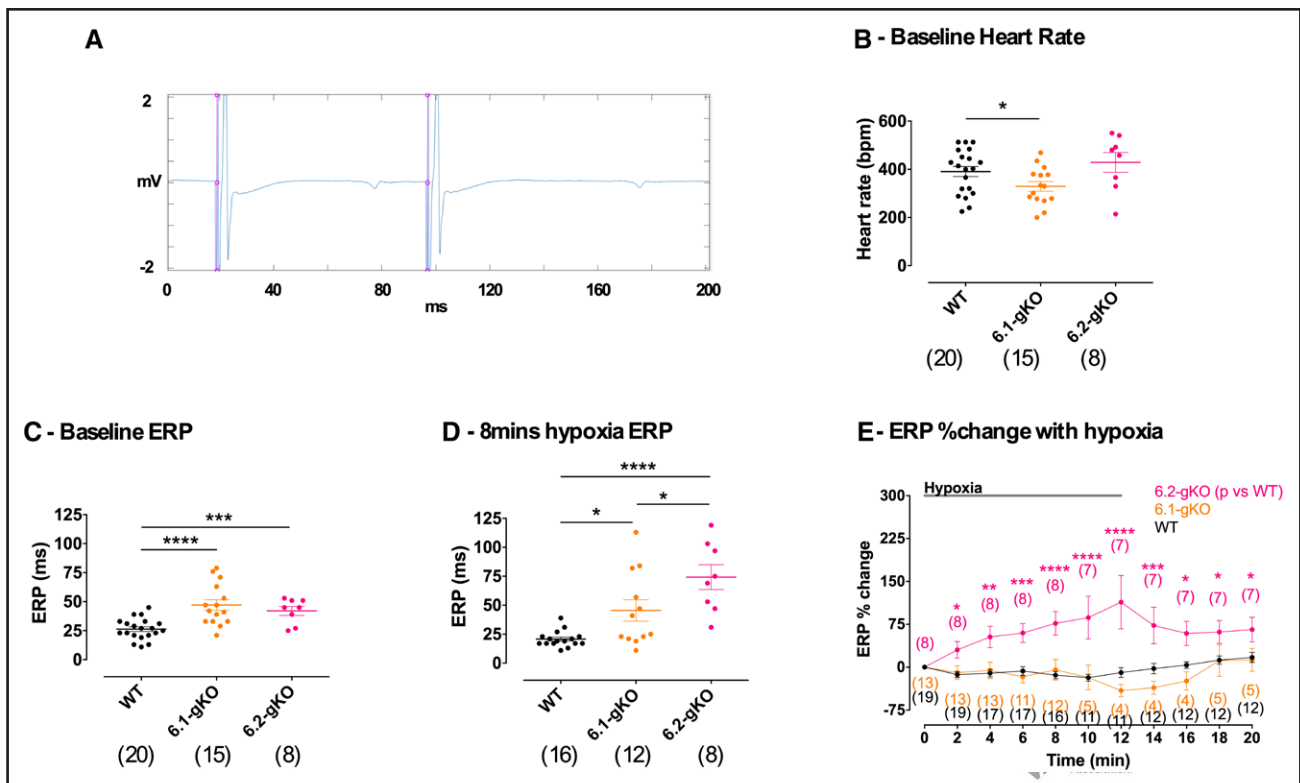 A
2
mV
-2
0 40 80 120 160 200
ms
B - Baseline Heart Rate
*
Heart rate (bpm)
600
400
200
0
WT 6.1-gKO 6.2-gKO
(20) (15) (8)
C - Baseline ERP
***
****
ERP (ms)
125
100
75
50
25
0
WT 6.1-gKO 6.2-gKO
(20) (15) (8)
D - 8mins hypoxia ERP
****
* *
ERP (ms)
125
100
75
50
25
0
WT 6.1-gKO 6.2-gKO
(16) (12) (8)
E - ERP %change with hypoxia
Hypoxia
6.2-gKO (p vs WT)
6.1-gKO
WT
ERP % change
300
150
75
0
-75
* ** *** **** **** **** *** * * *
(8) (8) (8) (8) (8) (7) (7) (7) (7) (7) (7)
(13) (13) (13) (11) (12) (5) (4) (4) (4) (5) (5)
(19) (19) (17) (17) (16) (11) (11) (12) (12) (12) (12)
0 2 4 6 8 10 12 14 16 18 20
Time (min)